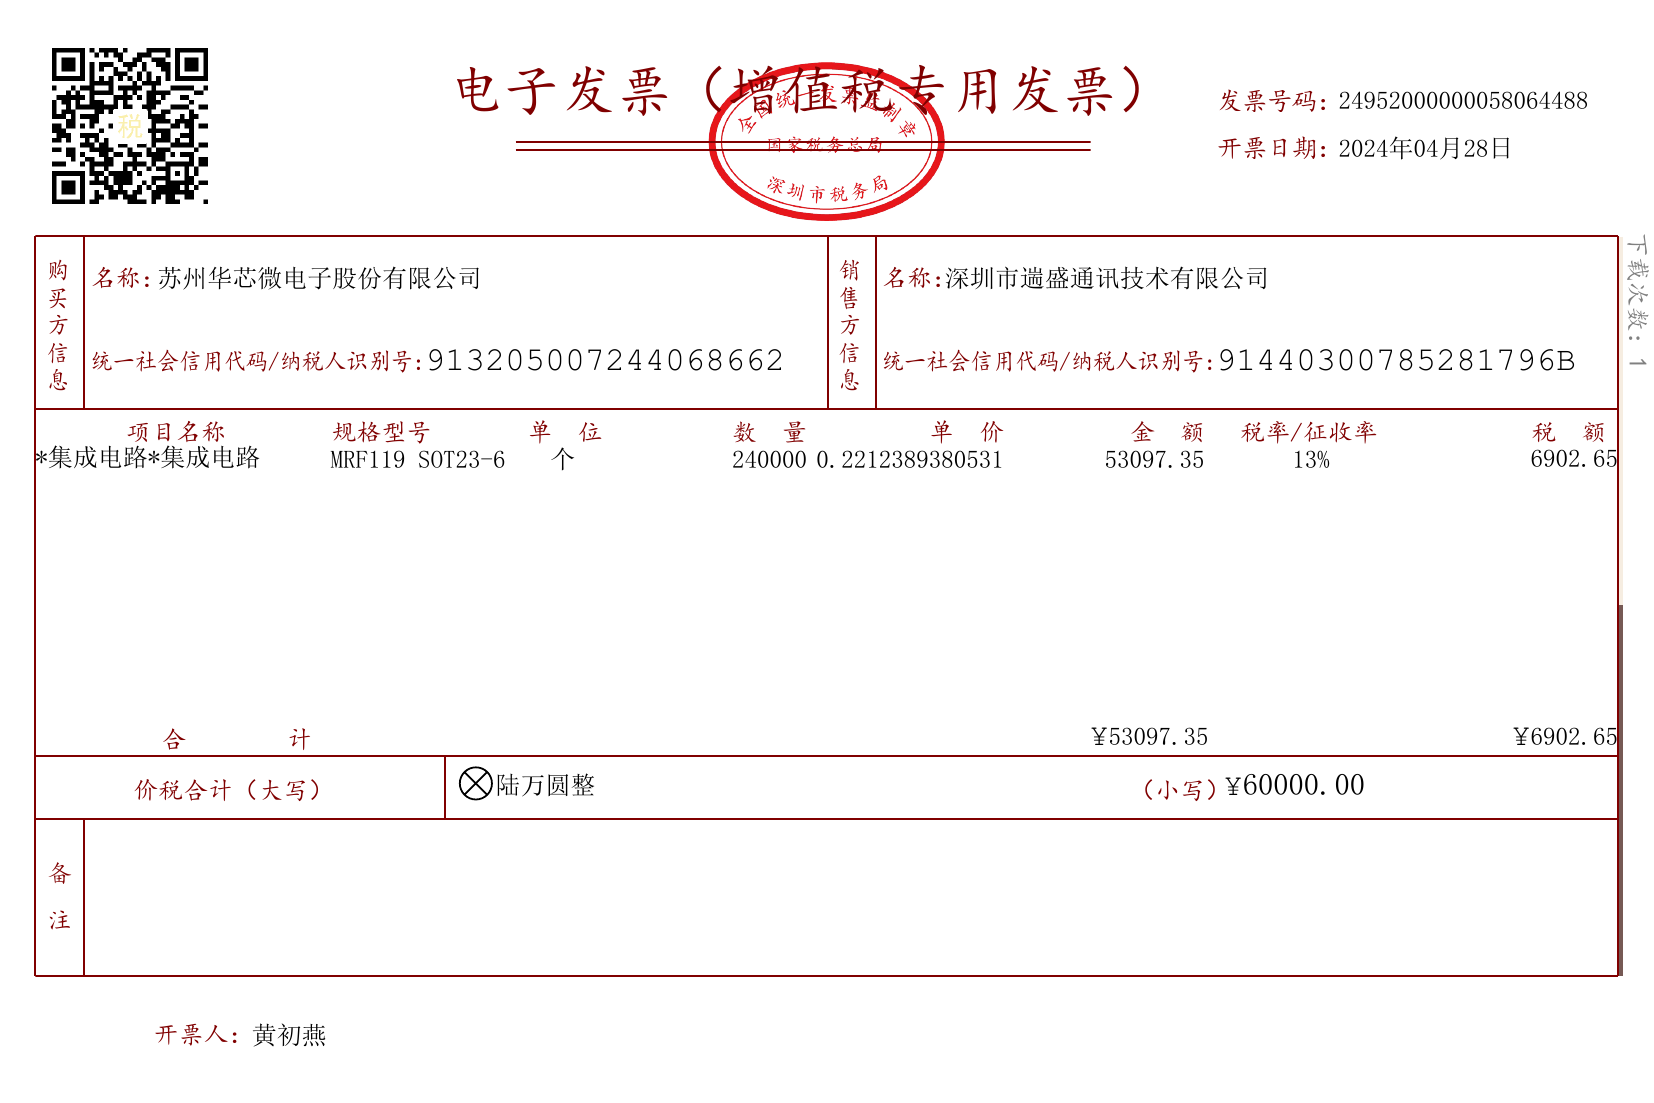 电子发票（增值税专用发票）
全国统一发票监制章
国家税务总局
深圳市税务局
税
发票号码: 24952000000058064488
开票日期: 2024年04月28日
购买方信息
名称: 苏州华芯微电子股份有限公司
统一社会信用代码/纳税人识别号: 913205007244068662
销售方信息
名称: 深圳市遄盛通讯技术有限公司
统一社会信用代码/纳税人识别号: 91440300785281796B
下载次数: 1
项目名称 规格型号 单 位 数 量 单 价 金 额 税率/征收率 税 额
*集成电路*集成电路 MRF119 SOT23-6 个 240000 0.2212389380531 53097.35 13% 6902.65
合 计 ¥53097.35 ¥6902.65
价税合计（大写） 陆万圆整 （小写）¥60000.00
备注
开票人: 黄初燕